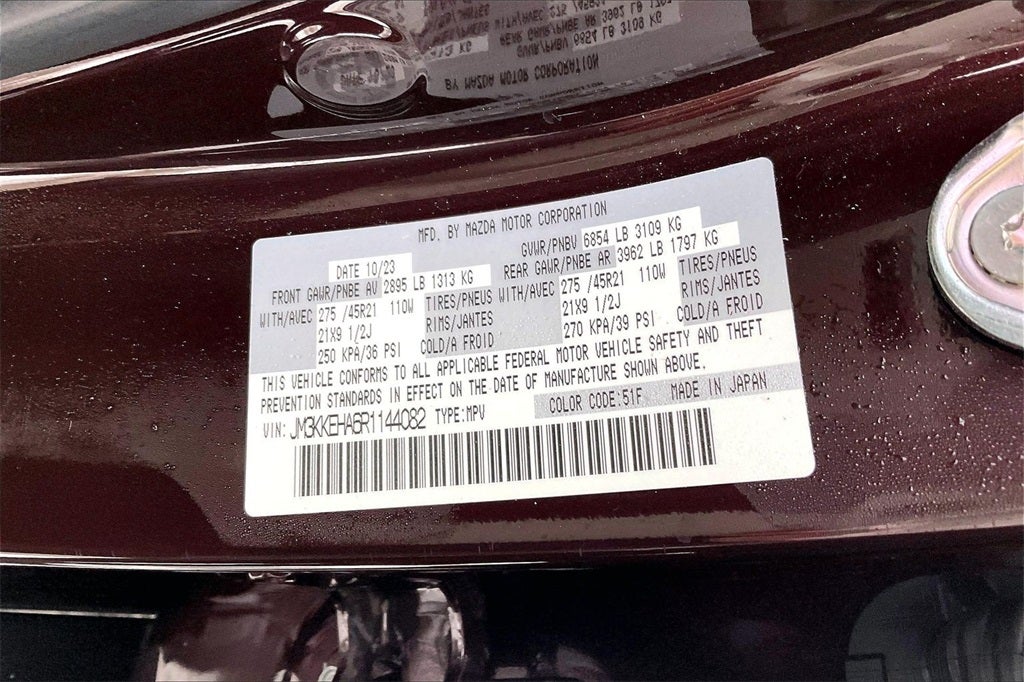 MFD. BY MAZDA MOTOR CORPORATION
DATE 10/23 GVWR/PNBV 6854 LB 3109 KG
FRONT GAWR/PNBE AV 2895 LB 1313 KG REAR GAWR/PNBE AR 3962 LB 1797 KG
WITH/AVEC 275 /45R21 110W TIRES/PNEUS WITH/AVEC 275 /45R21 110W TIRES/PNEUS
21X9 1/2J RIMS/JANTES 21X9 1/2J RIMS/JANTES
250 KPA/36 PSI COLD/A FROID 270 KPA/39 PSI COLD/A FROID
THIS VEHICLE CONFORMS TO ALL APPLICABLE FEDERAL MOTOR VEHICLE SAFETY AND THEFT
PREVENTION STANDARDS IN EFFECT ON THE DATE OF MANUFACTURE SHOWN ABOVE.
VIN: JM3KKEHA6R1144082 TYPE:MPV COLOR CODE:51F MADE IN JAPAN